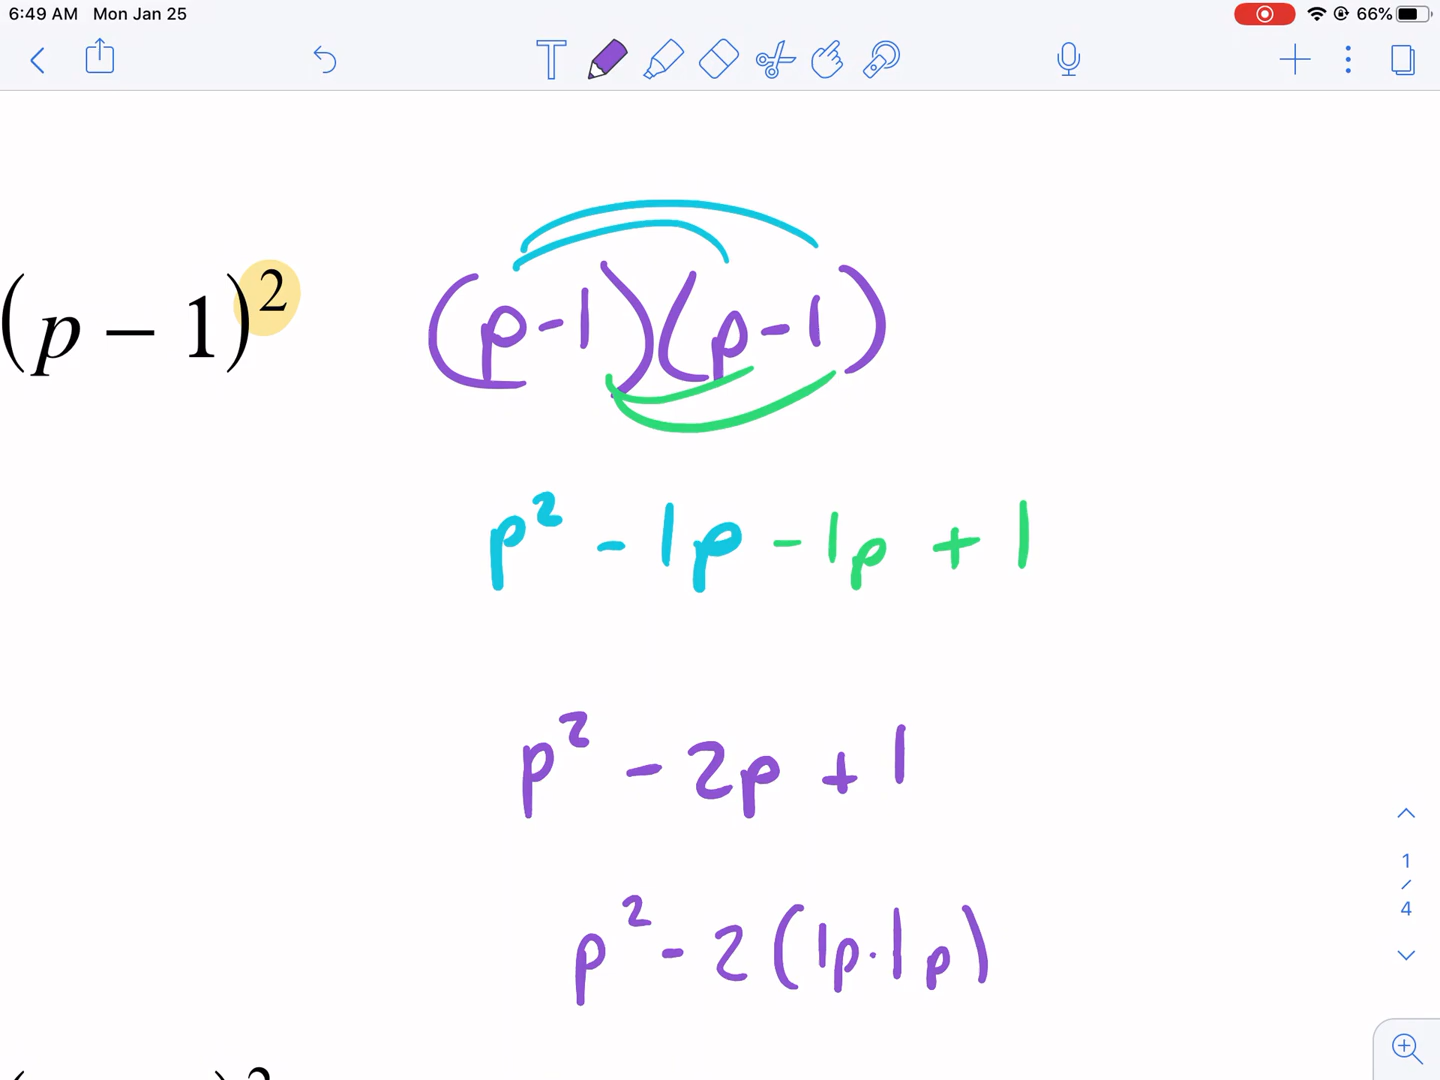 6:49 AM Mon Jan 25 66%
T
(p − 1)² (p-1)(p-1)
p² - 1p - 1p + 1
p² - 2p + 1
1
/
4
p² - 2(1p·1p)
) 2